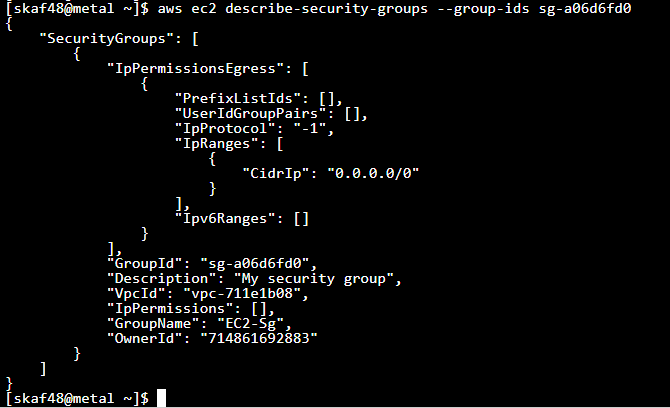 [skaf48@metal ~]$ aws ec2 describe-security-groups --group-ids sg-a06d6fd0
{
    "SecurityGroups": [
        {
            "IpPermissionsEgress": [
                {
                    "PrefixListIds": [],
                    "UserIdGroupPairs": [],
                    "IpProtocol": "-1",
                    "IpRanges": [
                        {
                            "CidrIp": "0.0.0.0/0"
                        }
                    ],
                    "Ipv6Ranges": []
                }
            ],
            "GroupId": "sg-a06d6fd0",
            "Description": "My security group",
            "VpcId": "vpc-711e1b08",
            "IpPermissions": [],
            "GroupName": "EC2-Sg",
            "OwnerId": "714861692883"
        }
    ]
}
[skaf48@metal ~]$